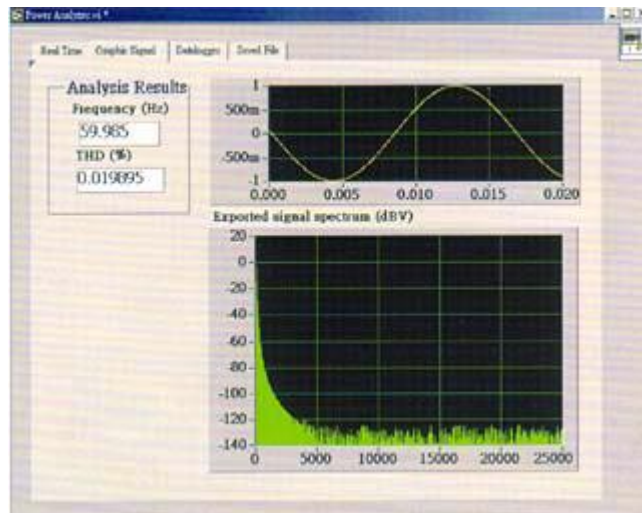 Power Analyzer.vi *
Real Time Graphic Signal Datalogger Saved File
Analysis Results
Frequency (Hz)
59.985
THD (%)
0.019895
1
500m
0
-500m
-1
0.000 0.005 0.010 0.015 0.020
Exported signal spectrum (dBV)
20
0
-20
-40
-60
-80
-100
-120
-140
0 5000 10000 15000 20000 25000